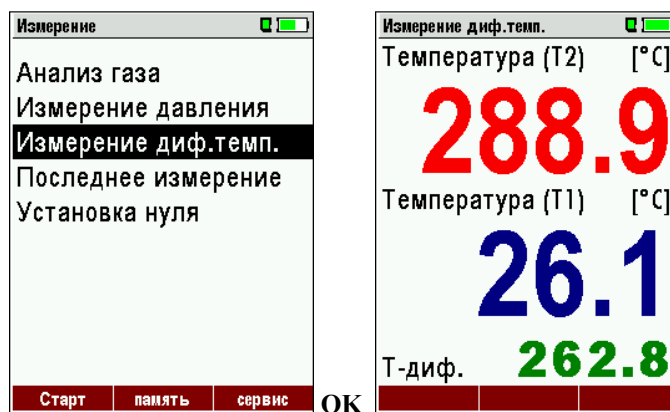 Измерение
Анализ газа
Измерение давления
Измерение диф.темп.
Последнее измерение
Установка нуля
Старт память сервис
OK
Измерение диф.темп.
Температура (T2) [°C]
288.9
Температура (T1) [°C]
26.1
T-диф. 262.8